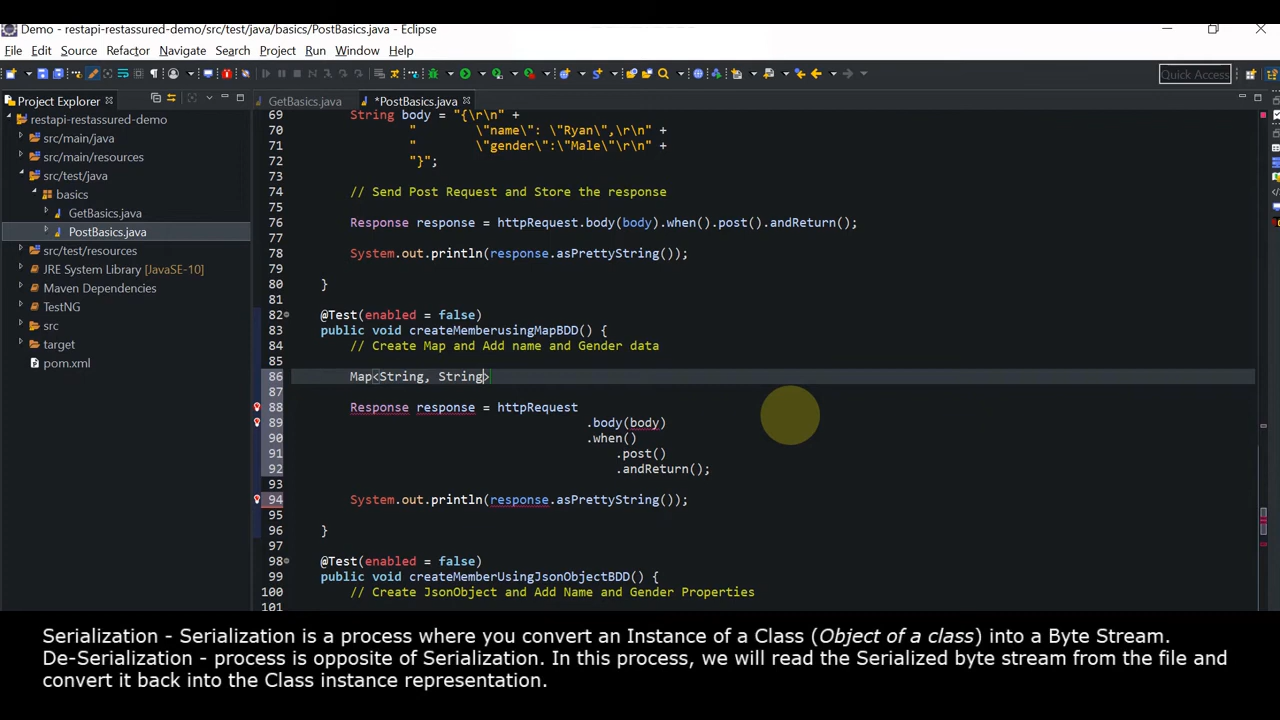 Demo - restapi-restassured-demo/src/test/java/basics/PostBasics.java - Eclipse
File Edit Source Refactor Navigate Search Project Run Window Help
Quick Access
Project Explorer
GetBasics.java
*PostBasics.java
restapi-restassured-demo
src/main/java
src/main/resources
src/test/java
basics
GetBasics.java
PostBasics.java
src/test/resources
JRE System Library [JavaSE-10]
Maven Dependencies
TestNG
src
target
pom.xml
69 String body = "{\r\n" +
70 " \"name\": \"Ryan\",\r\n" +
71 " \"gender\":\"Male\"\r\n" +
72 "}";
73
74 // Send Post Request and Store the response
75
76 Response response = httpRequest.body(body).when().post().andReturn();
77
78 System.out.println(response.asPrettyString());
79
80 }
81
82 @Test(enabled = false)
83 public void createMemberusingMapBDD() {
84 // Create Map and Add name and Gender data
85
86 Map<String, String>
87
88 Response response = httpRequest
89 .body(body)
90 .when()
91 .post()
92 .andReturn();
93
94 System.out.println(response.asPrettyString());
95
96 }
97
98 @Test(enabled = false)
99 public void createMemberUsingJsonObjectBDD() {
100 // Create JsonObject and Add Name and Gender Properties
101
Serialization - Serialization is a process where you convert an Instance of a Class (Object of a class) into a Byte Stream.
De-Serialization - process is opposite of Serialization. In this process, we will read the Serialized byte stream from the file and
convert it back into the Class instance representation.